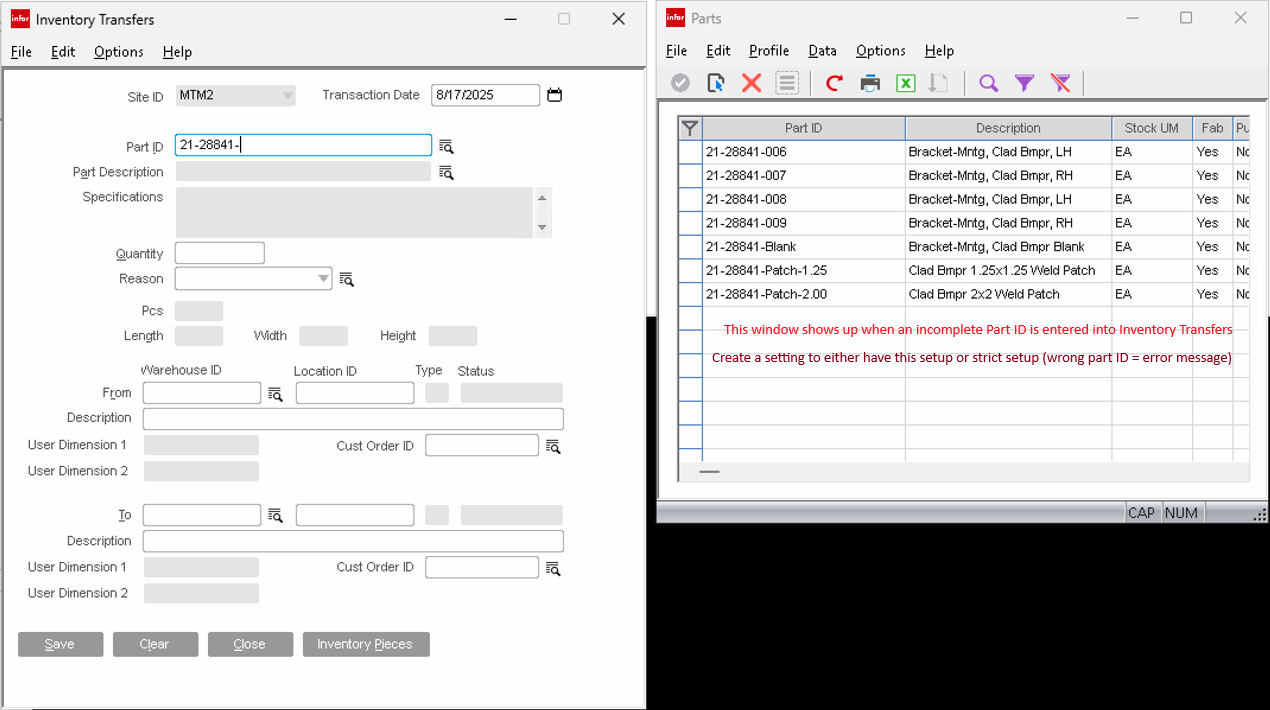 infor Inventory Transfers
File Edit Options Help
Site ID MTM2 Transaction Date 8/17/2025
Part ID 21-28841-
Part Description
Specifications
Quantity
Reason
Pcs
Length Width Height
Warehouse ID Location ID Type Status
From
Description
User Dimension 1 Cust Order ID
User Dimension 2
To
Description
User Dimension 1 Cust Order ID
User Dimension 2
Save Clear Close Inventory Pieces
infor Parts
File Edit Profile Data Options Help
Part ID Description Stock UM Fab Pu
21-28841-006 Bracket-Mntg, Clad Bmpr, LH EA Yes No
21-28841-007 Bracket-Mntg, Clad Bmpr, RH EA Yes No
21-28841-008 Bracket-Mntg, Clad Bmpr, LH EA Yes No
21-28841-009 Bracket-Mntg, Clad Bmpr, RH EA Yes No
21-28841-Blank Bracket-Mntg, Clad Bmpr Blank EA Yes No
21-28841-Patch-1.25 Clad Bmpr 1.25x1.25 Weld Patch EA Yes No
21-28841-Patch-2.00 Clad Bmpr 2x2 Weld Patch EA Yes No
This window shows up when an incomplete Part ID is entered into Inventory Transfers
Create a setting to either have this setup or strict setup (wrong part ID = error message)
CAP NUM